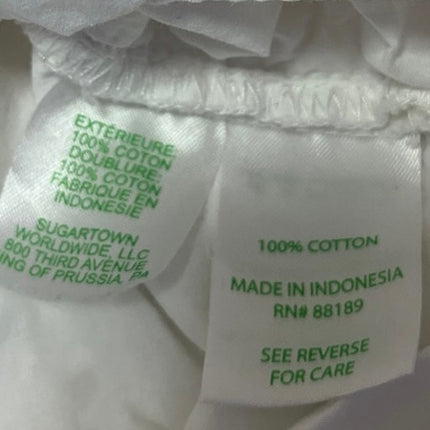 EXTÉRIEURE
100% COTON
DOUBLURE:
100% COTON
FABRIQUE EN
INDONESIE
SUGARTOWN
WORLDWIDE, LLC
800 THIRD AVENUE
ING OF PRUSSIA, PA
100% COTTON
MADE IN INDONESIA
RN# 88189
SEE REVERSE
FOR CARE